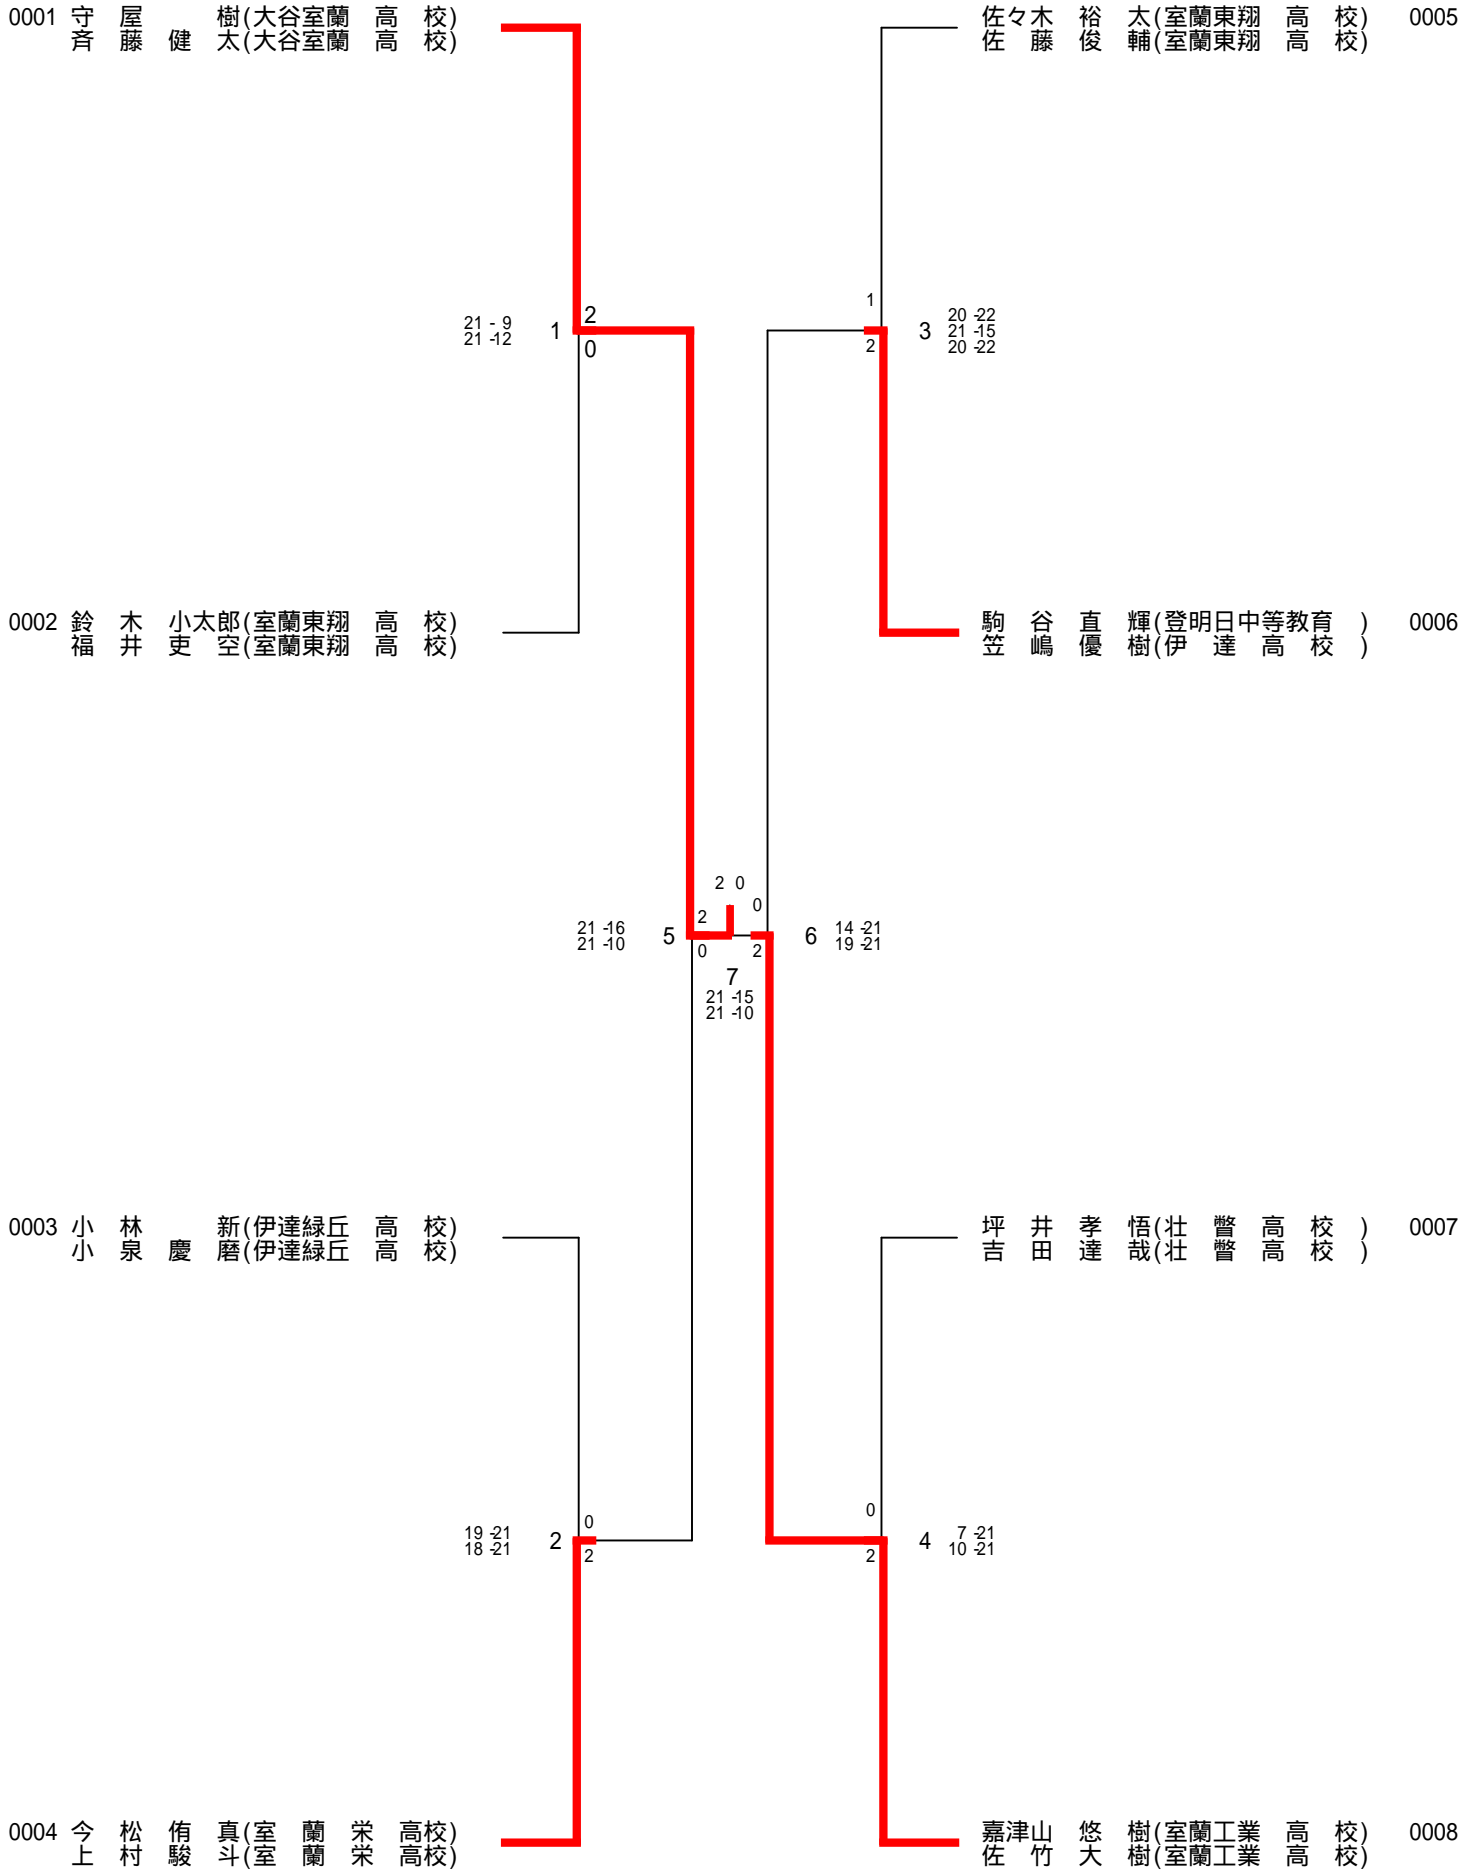 0001 守 屋 樹(大谷室蘭 高 校)
斉 藤 健 太(大谷室蘭 高 校)
佐々木 裕 太(室蘭東翔 高 校) 0005
佐 藤 俊 輔(室蘭東翔 高 校)
21 - 9
21 -12
1
2
0
1
2
3
20 -22
21 -15
20 -22
0002 鈴 木 小太郎(室蘭東翔 高 校)
福 井 吏 空(室蘭東翔 高 校)
駒 谷 直 輝(登明日中等教育 ) 0006
笠 嶋 優 樹(伊 達 高 校 )
2 0
21 -16
21 -10
5
2
0
0
2
6
14 -21
19 -21
7
21 -15
21 -10
0003 小 林 新(伊達緑丘 高 校)
小 泉 慶 磨(伊達緑丘 高 校)
坪 井 孝 悟(壮 瞥 高 校 ) 0007
吉 田 達 哉(壮 瞥 高 校 )
19 -21
18 -21
2
0
2
0
2
4
7 -21
10 -21
0004 今 松 侑 真(室 蘭 栄 高校)
上 村 駿 斗(室 蘭 栄 高校)
嘉津山 悠 樹(室蘭工業 高 校) 0008
佐 竹 大 樹(室蘭工業 高 校)